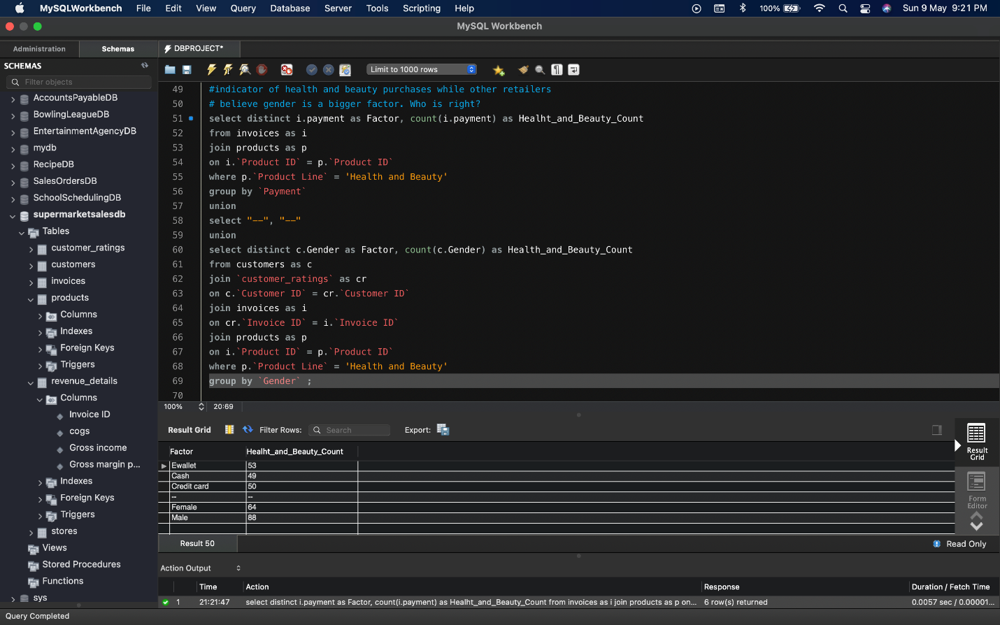 MySQLWorkbench File Edit View Query Database Server Tools Scripting Help 100% Sun 9 May 9:21 PM
MySQL Workbench
Administration Schemas DBPROJECT*
SCHEMAS
Filter objects
Limit to 1000 rows
AccountsPayableDB
BowlingLeagueDB
EntertainmentAgencyDB
mydb
RecipeDB
SalesOrdersDB
SchoolSchedulingDB
supermarketsalesdb
Tables
customer_ratings
customers
invoices
products
Columns
Indexes
Foreign Keys
Triggers
revenue_details
Columns
Invoice ID
cogs
Gross income
Gross margin p...
Indexes
Foreign Keys
Triggers
stores
Views
Stored Procedures
Functions
sys
49 #indicator of health and beauty purchases while other retailers
50 # believe gender is a bigger factor. Who is right?
51 select distinct i.payment as Factor, count(i.payment) as Healht_and_Beauty_Count
52 from invoices as i
53 join products as p
54 on i.`Product ID` = p.`Product ID`
55 where p.`Product Line` = 'Health and Beauty'
56 group by `Payment`
57 union
58 select "--", "--"
59 union
60 select distinct c.Gender as Factor, count(c.Gender) as Health_and_Beauty_Count
61 from customers as c
62 join `customer_ratings` as cr
63 on c.`Customer ID` = cr.`Customer ID`
64 join invoices as i
65 on cr.`Invoice ID` = i.`Invoice ID`
66 join products as p
67 on i.`Product ID` = p.`Product ID`
68 where p.`Product Line` = 'Health and Beauty'
69 group by `Gender` ;
70
100% 20:69
Result Grid Filter Rows: Search Export:
Factor Healht_and_Beauty_Count
Ewallet 53
Cash 49
Credit card 50
-- --
Female 64
Male 88
Result Grid
Form Editor
Result 50 Read Only
Action Output
Time Action Response Duration / Fetch Time
1 21:21:47 select distinct i.payment as Factor, count(i.payment) as Healht_and_Beauty_Count from invoices as i join products as p on... 6 row(s) returned 0.0057 sec / 0.00001...
Query Completed